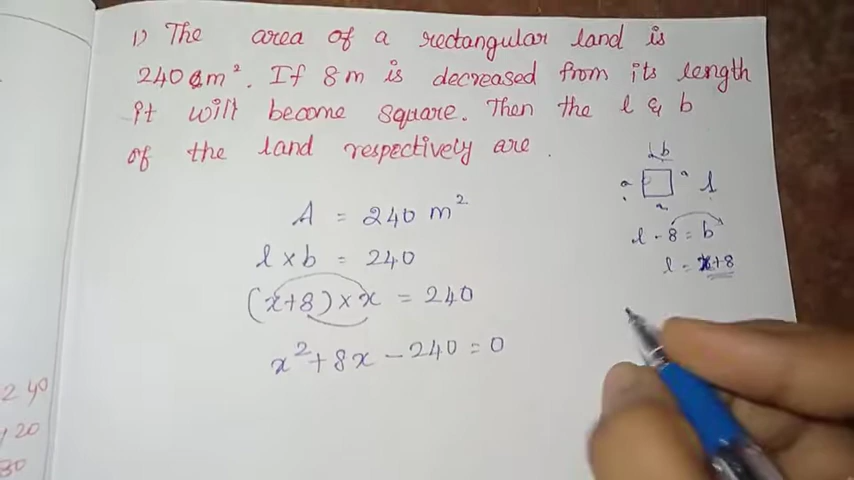 1) The area of a rectangular land is
240 m². If 8m is decreased from its length
it will become square. Then the l & b
of the land respectively are .
b
a a l
a
A = 240 m²
l - 8 = b
l × b = 240
l = x+8
(x+8) × x = 240
x² + 8x - 240 = 0
240
120
80